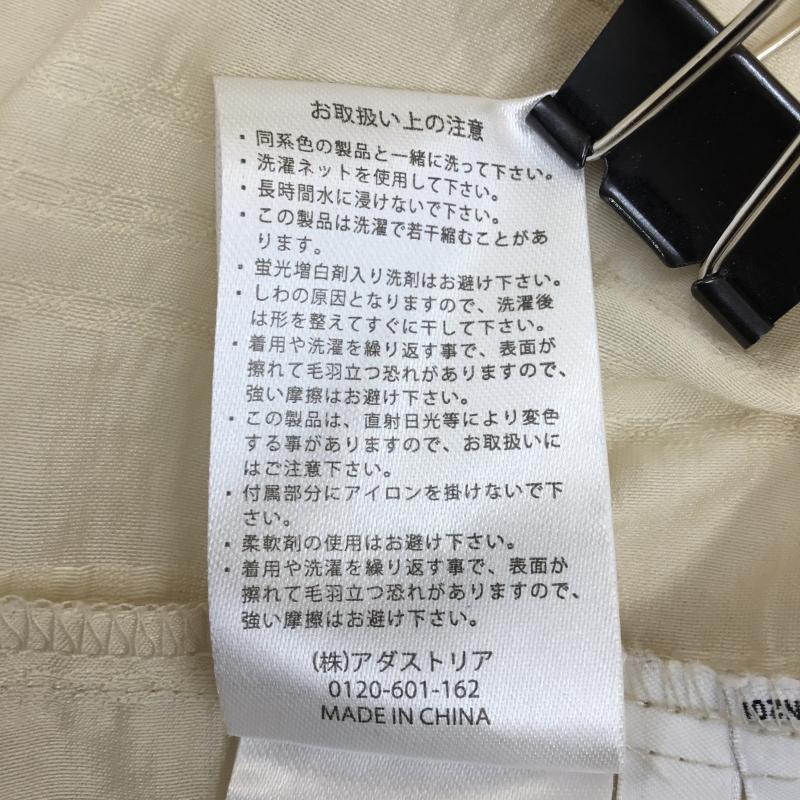 お取扱い上の注意
・同系色の製品と一緒に洗って下さい。
・洗濯ネットを使用して下さい。
・長時間水に浸けないで下さい。
・この製品は洗濯で若干縮むことがあ
ります。
・蛍光増白剤入り洗剤はお避け下さい。
・しわの原因となりますので、洗濯後
は形を整えてすぐに干して下さい。
・着用や洗濯を繰り返す事で、表面が
擦れて毛羽立つ恐れがありますので、
強い摩擦はお避け下さい。
・この製品は、直射日光等により変色
する事がありますので、お取扱いに
はご注意下さい。
・付属部分にアイロンを掛けないで下
さい。
・柔軟剤の使用はお避け下さい。
・着用や洗濯を繰り返す事で、表面が
擦れて毛羽立つ恐れがありますので、
強い摩擦はお避け下さい。
(株)アダストリア
0120-601-162
MADE IN CHINA